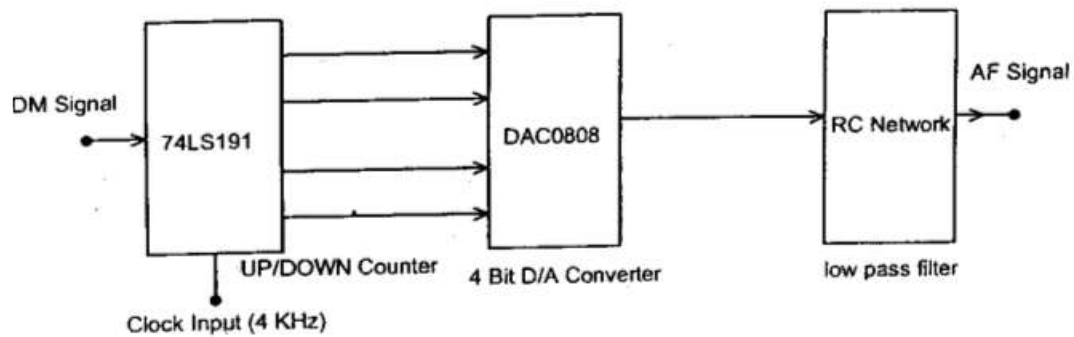 DM Signal
74LS191
DAC0808
RC Network
AF Signal
UP/DOWN Counter
4 Bit D/A Converter
low pass filter
Clock Input (4 KHz)